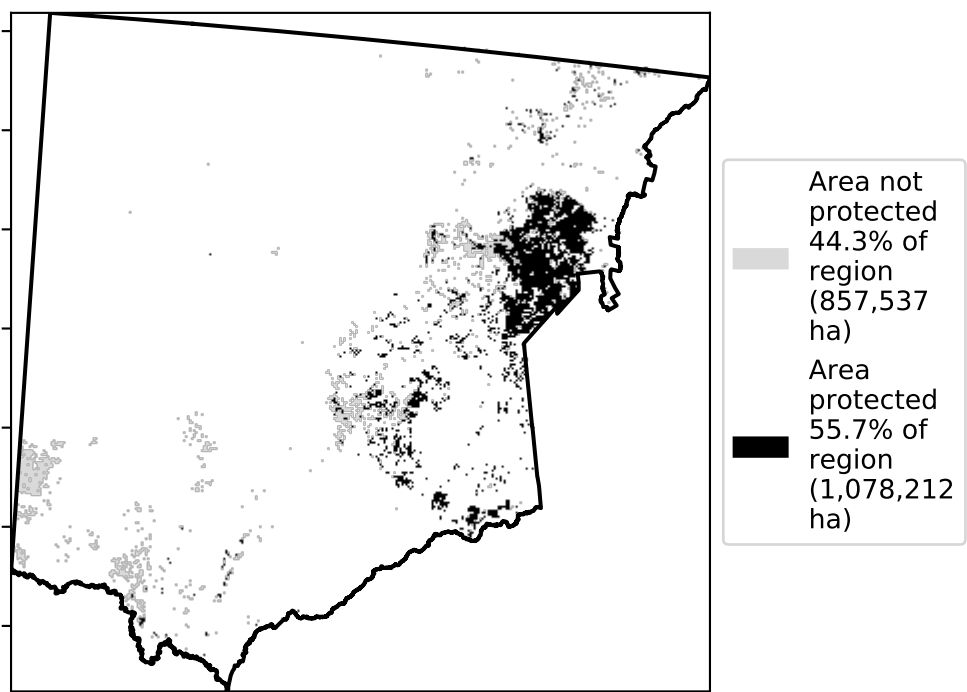 Area not
protected
44.3% of
region
(857,537
ha)
Area
protected
55.7% of
region
(1,078,212
ha)